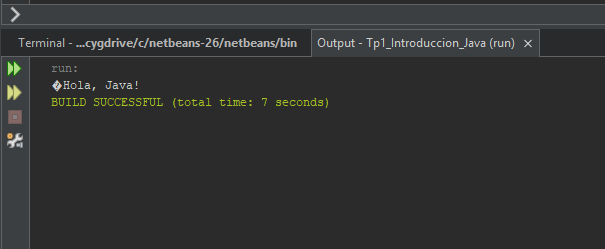 Terminal - ...cygdrive/c/netbeans-26/netbeans/bin
Output - Tp1_Introduccion_Java (run) ×
run:
�Hola, Java!
BUILD SUCCESSFUL (total time: 7 seconds)